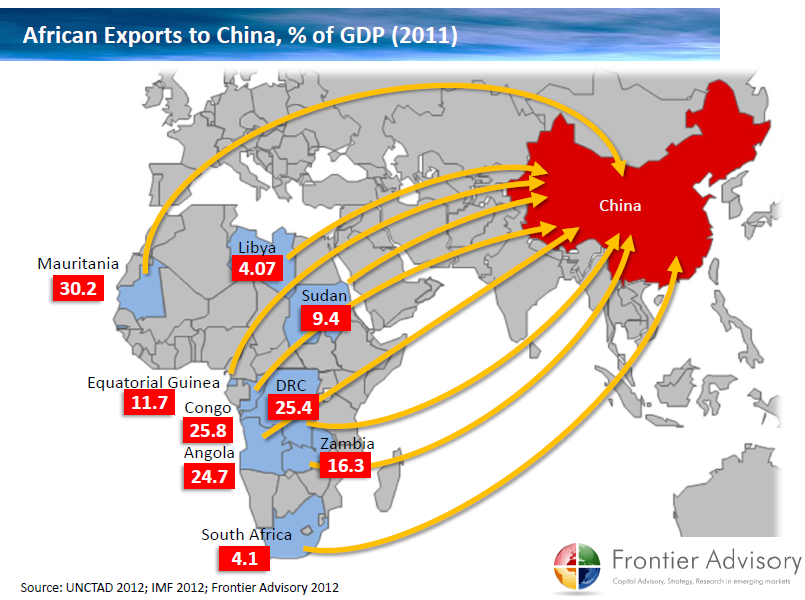 African Exports to China, % of GDP (2011)
China
Libya
4.07
Mauritania
30.2
Sudan
9.4
Equatorial Guinea
11.7
DRC
25.4
Congo
25.8
Zambia
16.3
Angola
24.7
South Africa
4.1
Frontier Advisory
Capital Advisory, Strategy, Research in emerging markets
Source: UNCTAD 2012; IMF 2012; Frontier Advisory 2012